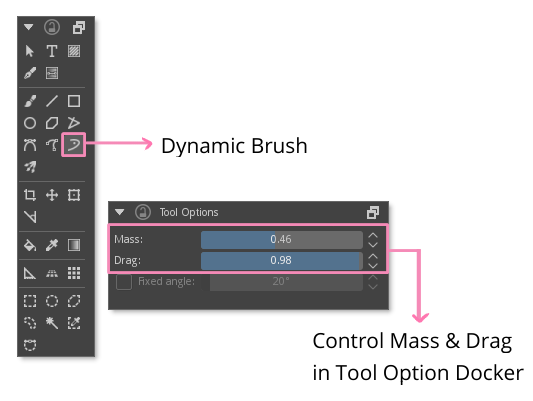 Dynamic Brush
Tool Options
Mass:
0.46
Drag:
0.98
Fixed angle:
20°
Control Mass & Drag
in Tool Option Docker